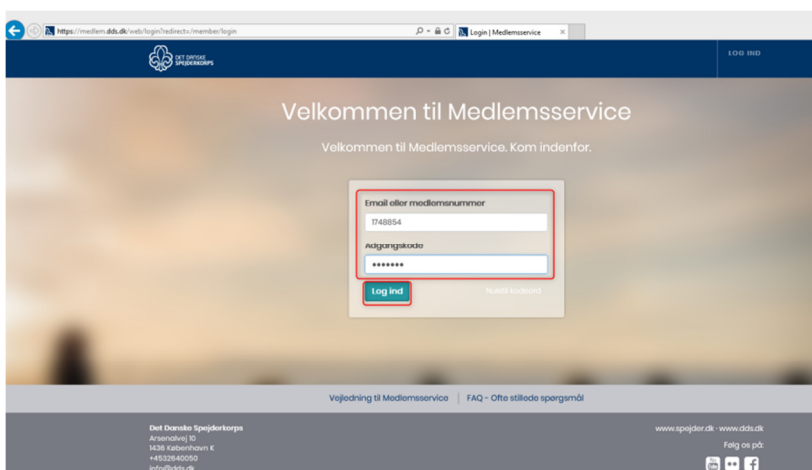 https://medlem.dds.dk/web/login?redirect=/member/login
Login | Medlemsservice
DET DANSKE
SPEJDERKORPS
LOG IND
Velkommen til Medlemsservice
Velkommen til Medlemsservice. Kom indenfor.
Email eller medlemsnummer
1748854
Adgangskode
•••••••
Log ind
Nulstil kodeord
Vejledning til Medlemsservice | FAQ - Ofte stillede spørgsmål
Det Danske Spejderkorps
Arsenalvej 10
1436 København K
+4532640050
info@dds.dk
www.spejder.dk · www.dds.dk
Følg os på: